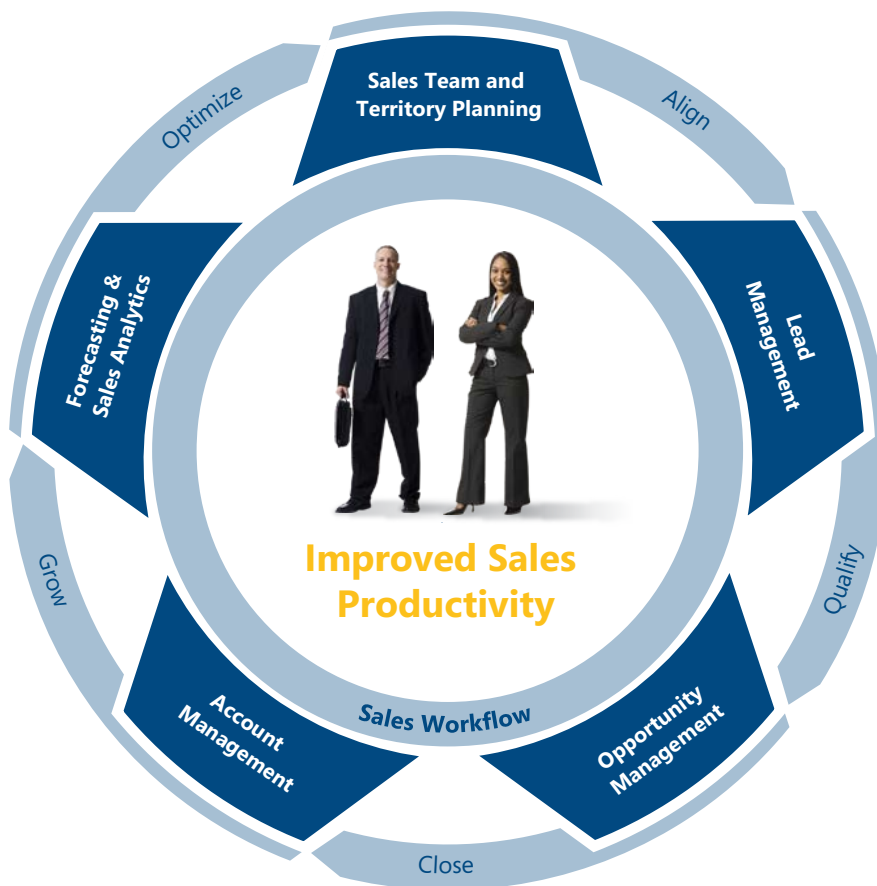 Sales Team and
Territory Planning
Align
Lead
Management
Qualify
Opportunity
Management
Close
Account
Management
Grow
Forecasting &
Sales Analytics
Optimize
Improved Sales
Productivity
Sales Workflow